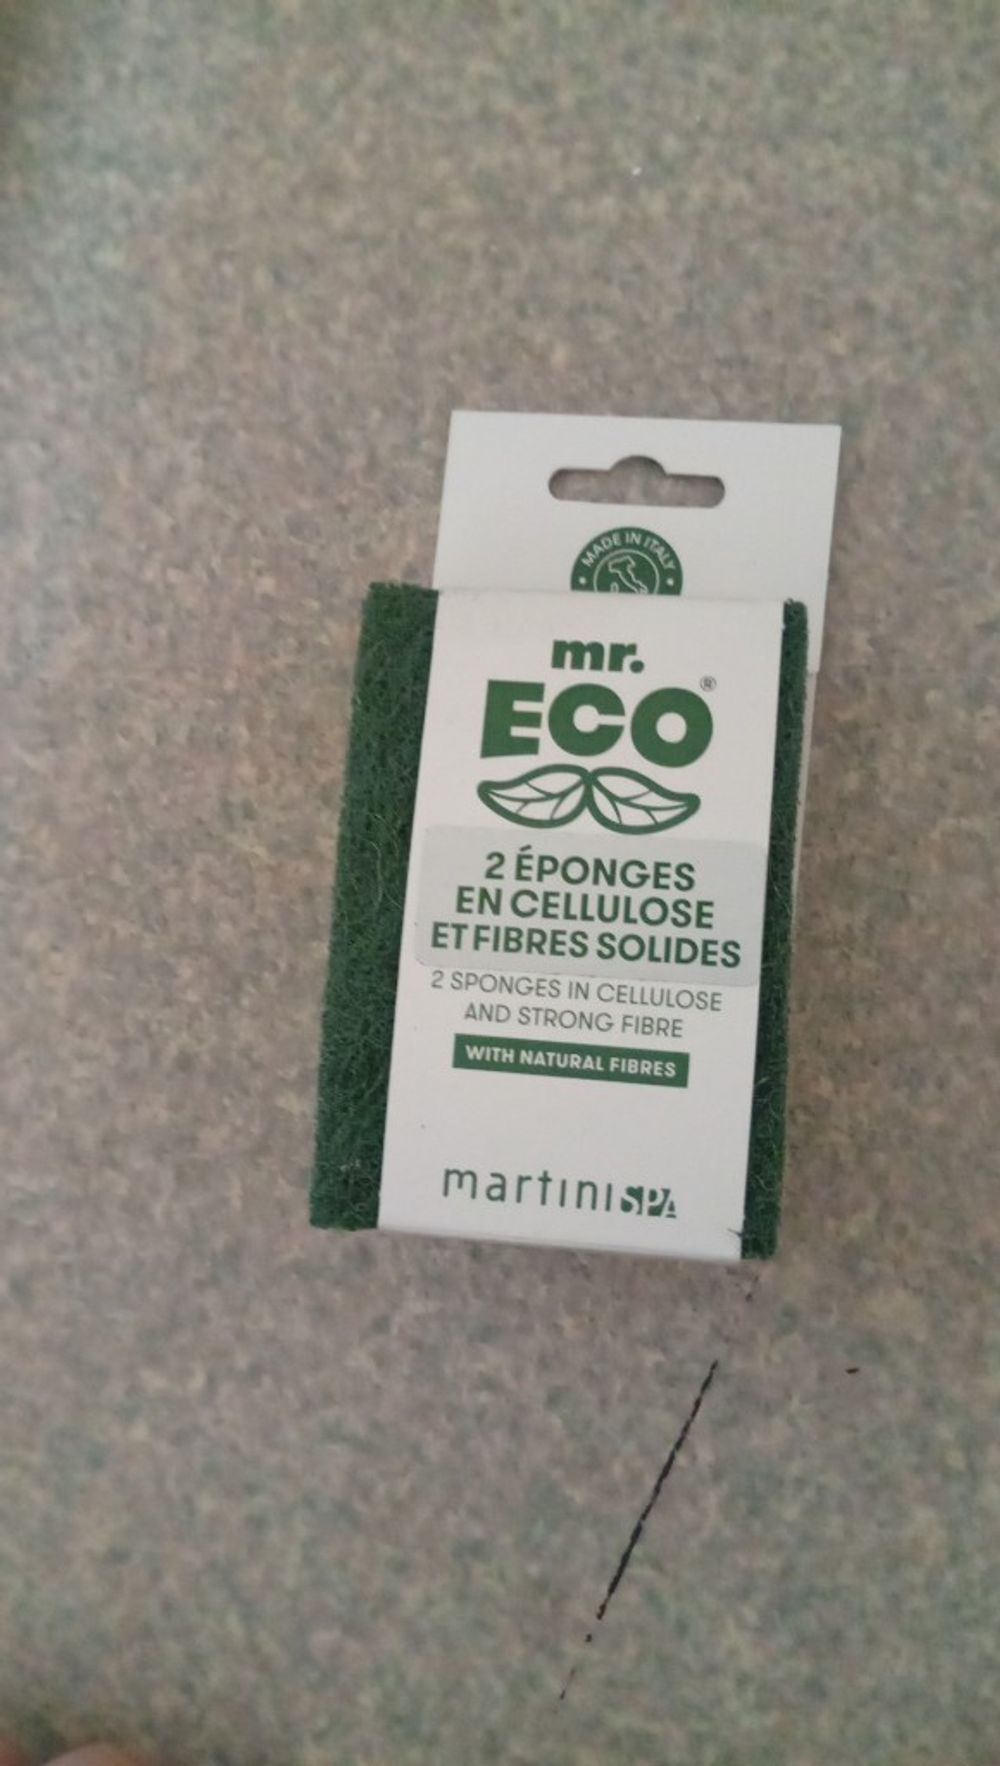 MADE IN ITALY
mr.
ECO®
2 ÉPONGES
EN CELLULOSE
ET FIBRES SOLIDES
2 SPONGES IN CELLULOSE
AND STRONG FIBRE
WITH NATURAL FIBRES
martiniSPA